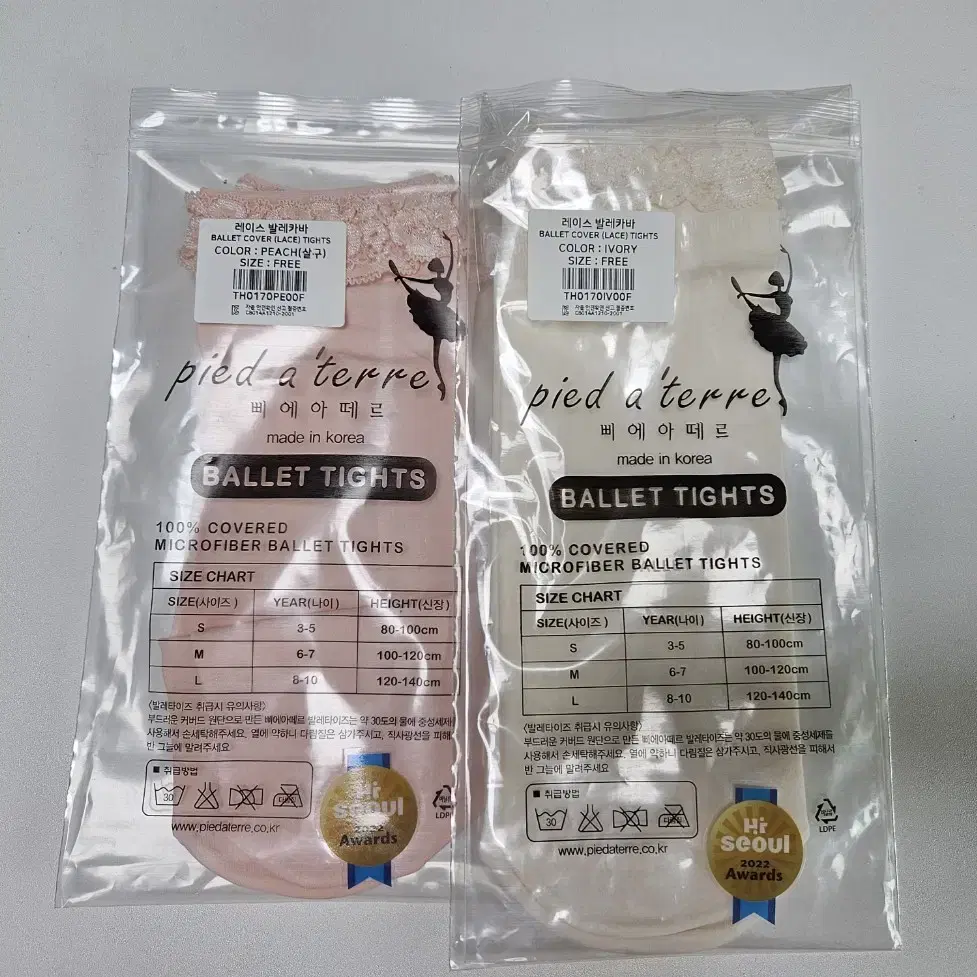 레이스 발레카바
BALLET COVER (LACE) TIGHTS
COLOR : PEACH(살구)
SIZE : FREE
TH0170PE00F
pied a'terre
삐에아떼르
made in korea
BALLET TIGHTS
100% COVERED
MICROFIBER BALLET TIGHTS
SIZE CHART
SIZE(사이즈) YEAR(나이) HEIGHT(신장)
S 3-5 80-100cm
M 6-7 100-120cm
L 8-10 120-140cm
<발레타이즈 취급시 유의사항>
부드러운 커버드 원단으로 만든 삐에아떼르 발레타이즈는 약 30도의 물에 중성세제
사용해서 손세탁해주세요. 열에 약하니 다림질은 삼가주시고, 직사광선을 피해
반 그늘에 말려주세요
■ 취급방법
30
www.piedaterre.co.kr
Hi
seoul
2022
Awards
LDP
레이스 발레카바
BALLET COVER (LACE) TIGHTS
COLOR : IVORY
SIZE : FREE
TH0170IV00F
pied a'terre
삐에아떼르
made in korea
BALLET TIGHTS
100% COVERED
MICROFIBER BALLET TIGHTS
SIZE CHART
SIZE(사이즈) YEAR(나이) HEIGHT(신장)
S 3-5 80-100cm
M 6-7 100-120cm
L 8-10 120-140cm
<발레타이즈 취급시 유의사항>
부드러운 커버드 원단으로 만든 삐에아떼르 발레타이즈는 약 30도의 물에 중성세제를
사용해서 손세탁해주세요. 열에 약하니 다림질은 삼가주시고, 직사광선을 피해서
반 그늘에 말려주세요
■ 취급방법
30
www.piedaterre.co.kr
Hi
seoul
2022
Awards
LDPE